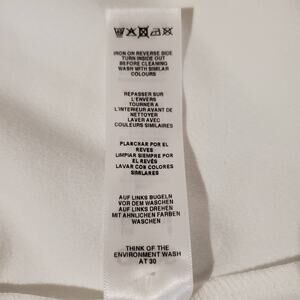 IRON ON REVERSE SIDE
TURN INSIDE OUT
BEFORE CLEANING
WASH WITH SIMILAR
COLOURS
REPASSER SUR
L'ENVERS
TOURNER A
L'INTERIEUR AVANT DE
NETTOYER
LAVER AVEC
COULEURS SIMILAIRES
PLANCHAR POR EL
REVES
LIMPIAR SIEMPRE POR
EL REVES
LAVAR CON COLORES
SIMILARES
AUF LINKS BUGELN
VOR DEM WASCHEN
AUF LINKS DREHEN
MIT AHNLICHEN FARBEN
WASCHEN
THINK OF THE
ENVIRONMENT WASH
AT 30